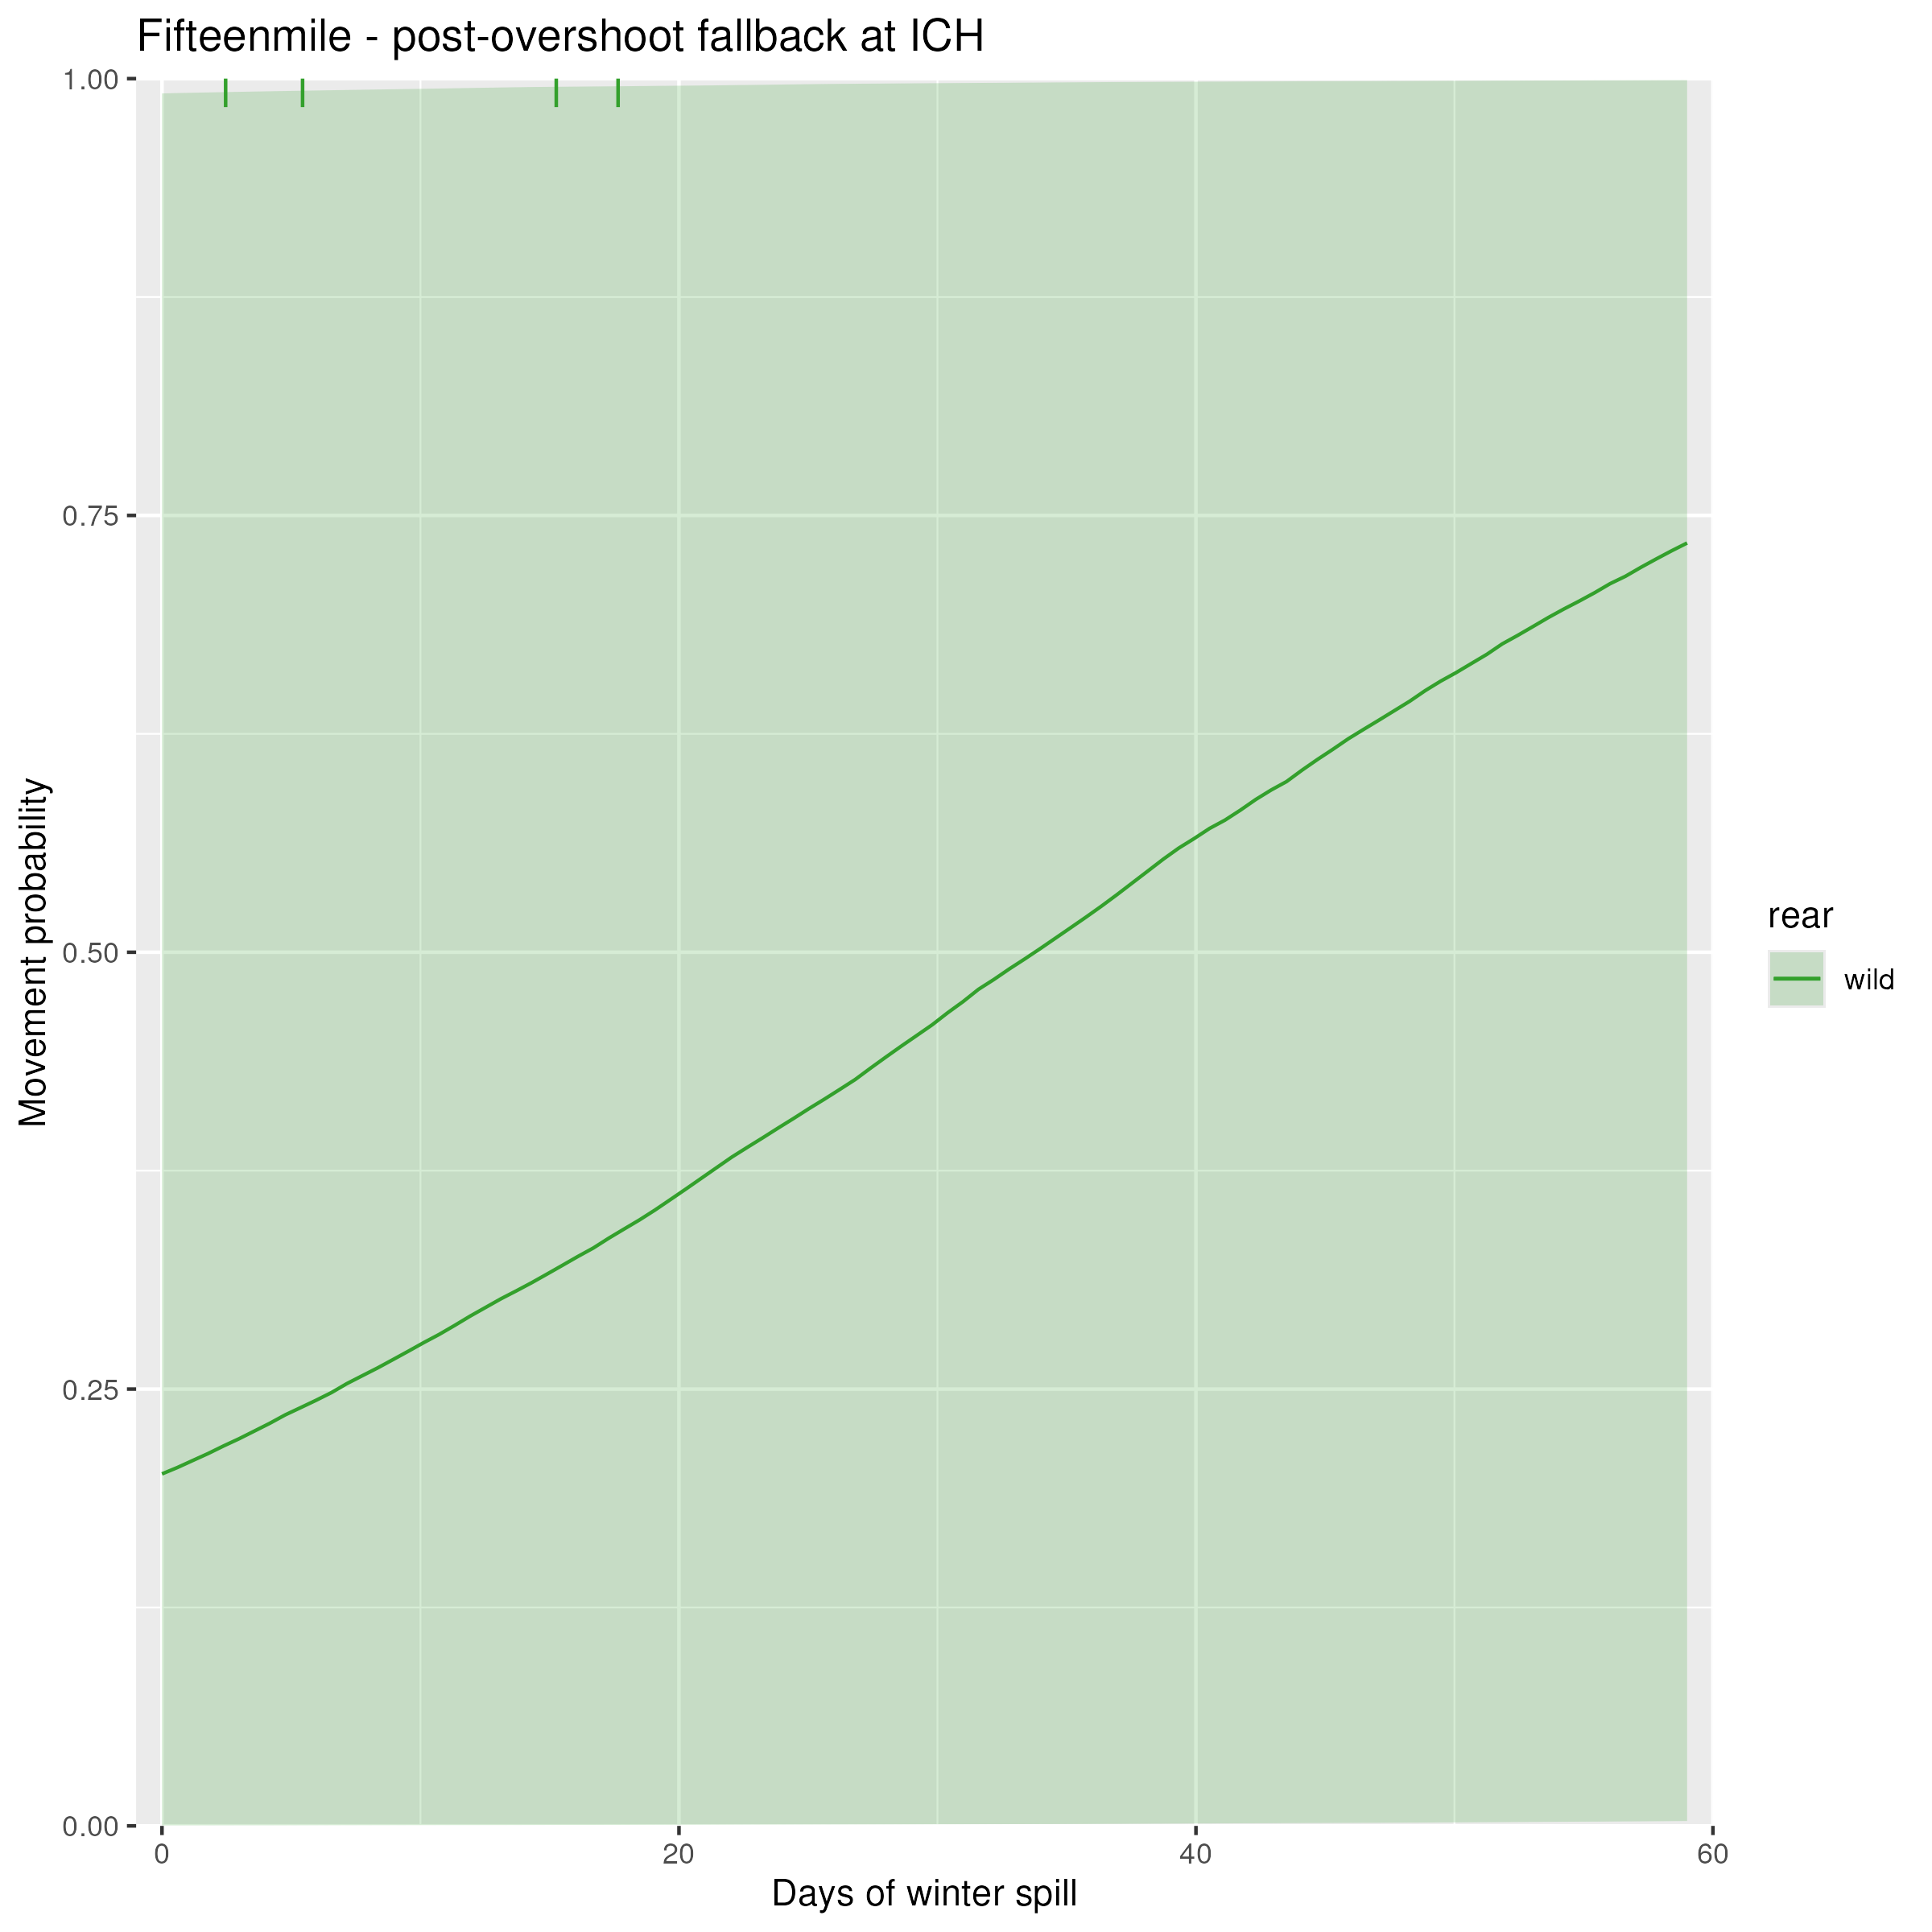 Fifteenmile - post-overshoot fallback at ICH
1.00
0.75
0.50
0.25
0.00
Movement probability
0
20
40
60
Days of winter spill
rear
wild